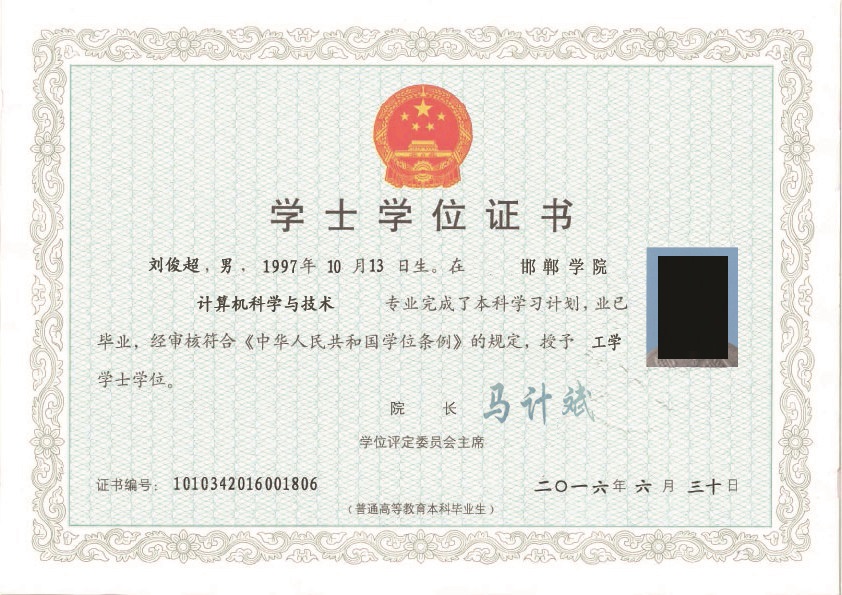 学士学位证书
刘俊超，男，1997年 10 月13 日生。在 邯郸学院
计算机科学与技术 专业完成了本科学习计划，业已
毕业，经审核符合《中华人民共和国学位条例》的规定，授予 工学
学士学位。
院 长 马计斌
学位评定委员会主席
证书编号：1010342016001806 二〇一六年 六 月 三十日
（普通高等教育本科毕业生）